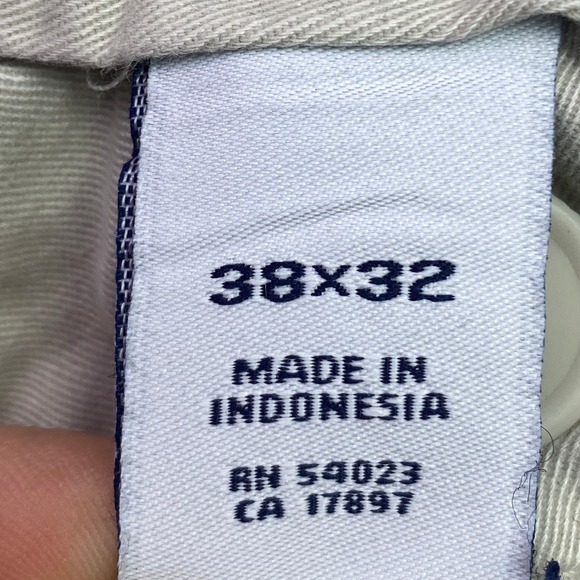 38X32
MADE IN
INDONESIA
RN 54023
CA 17897